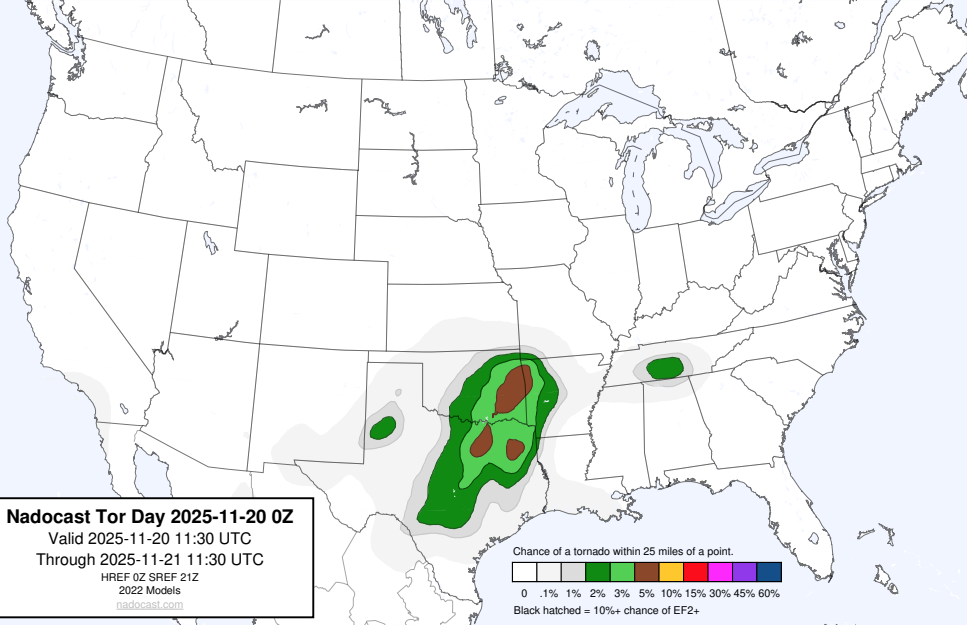 Nadocast Tor Day 2025-11-20 0Z
Valid 2025-11-20 11:30 UTC
Through 2025-11-21 11:30 UTC
HREF 0Z SREF 21Z
2022 Models
nadocast.com
Chance of a tornado within 25 miles of a point.
0 .1% 1% 2% 3% 5% 10% 15% 30% 45% 60%
Black hatched = 10%+ chance of EF2+